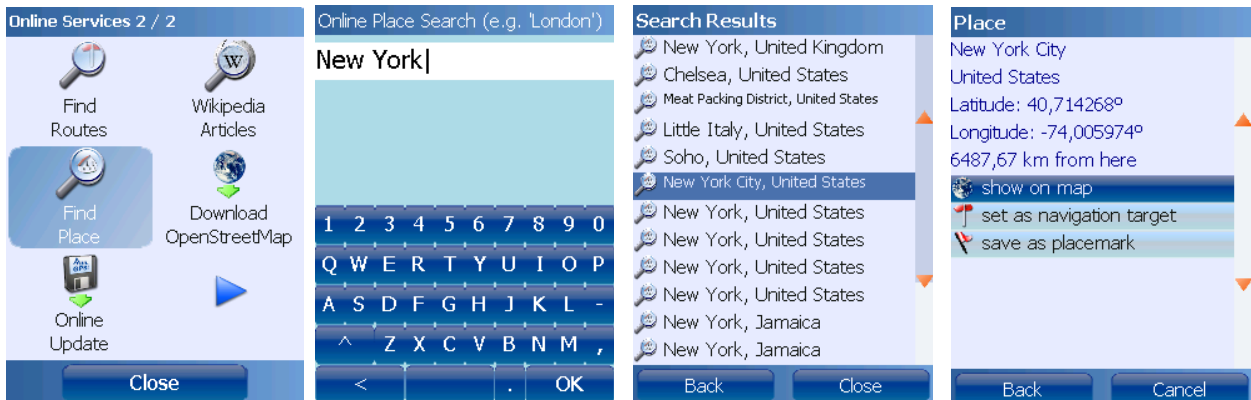 Online Services 2 / 2
Find
Routes
Wikipedia
Articles
Find
Place
Download
OpenStreetMap
Online
Update
Close
Online Place Search (e.g. 'London')
New York
1 2 3 4 5 6 7 8 9 0
Q W E R T Y U I O P
A S D F G H J K L -
^ Z X C V B N M ,
< . OK
Search Results
New York, United Kingdom
Chelsea, United States
Meat Packing District, United States
Little Italy, United States
Soho, United States
New York City, United States
New York, United States
New York, United States
New York, United States
New York, United States
New York, Jamaica
New York, Jamaica
Back Close
Place
New York City
United States
Latitude: 40,714268º
Longitude: -74,005974º
6487,67 km from here
show on map
set as navigation target
save as placemark
Back Cancel